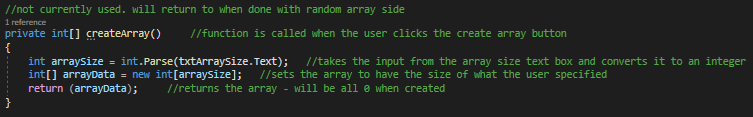 //not currently used. will return to when done with random array side
1 reference
private int[] createArray()     //function is called when the user clicks the create array button
{
    int arraySize = int.Parse(txtArraySize.Text);   //takes the input from the array size text box and converts it to an integer
    int[] arrayData = new int[arraySize];   //sets the array to have the size of what the user specified
    return (arrayData);     //returns the array - will be all 0 when created
}